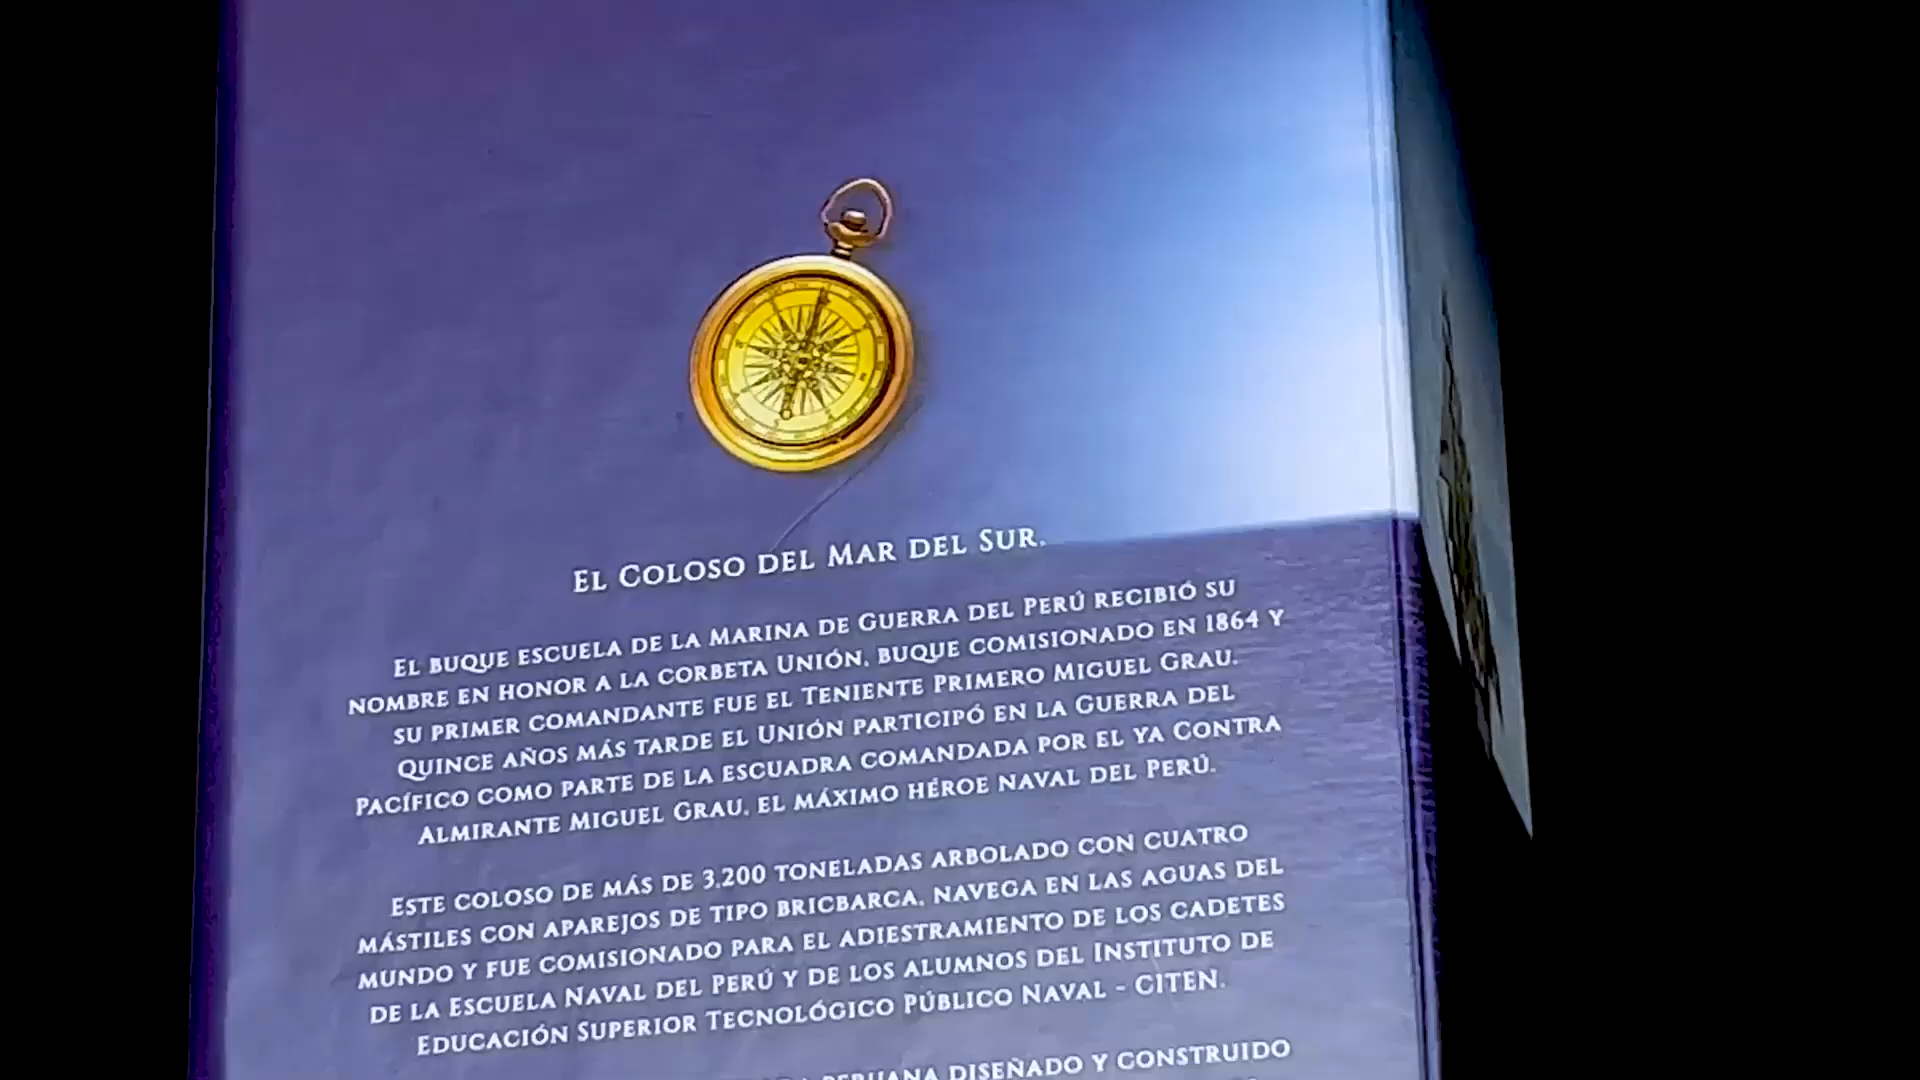 El Coloso del Mar del Sur.
El buque escuela de la Marina de Guerra del Perú recibió su
nombre en honor a la corbeta Unión, buque comisionado en 1864 y
su primer comandante fue el Teniente Primero Miguel Grau.
Quince años más tarde el Unión participó en la Guerra del
Pacífico como parte de la escuadra comandada por el ya Contra
Almirante Miguel Grau, el máximo héroe naval del Perú.
Este coloso de más de 3,200 toneladas arbolado con cuatro
mástiles con aparejos de tipo bricbarca, navega en las aguas del
mundo y fue comisionado para el adiestramiento de los cadetes
de la Escuela Naval del Perú y de los alumnos del Instituto de
Educación Superior Tecnológico Público Naval - CITEN.
peruana diseñado y construido